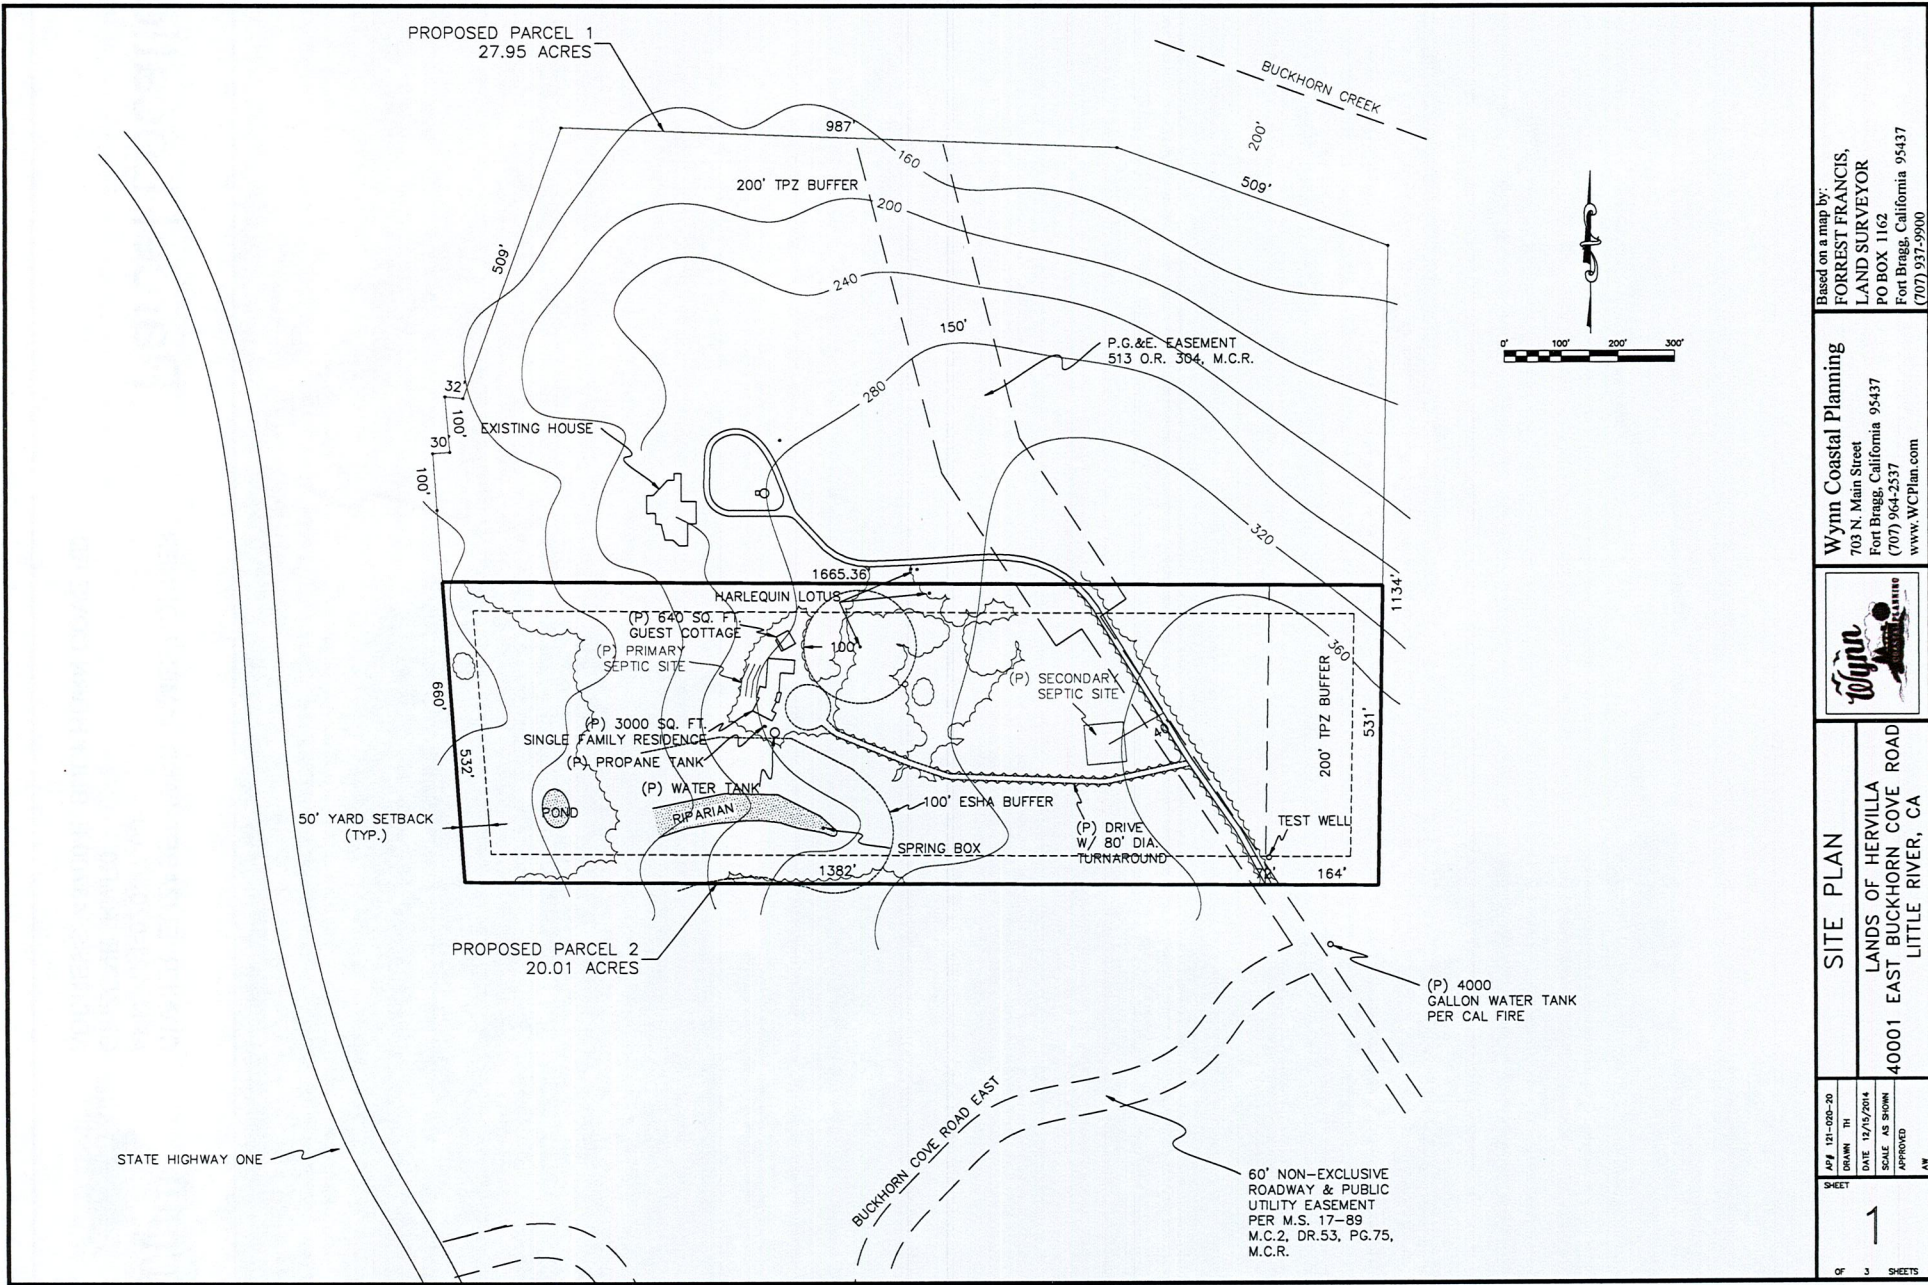 PROPOSED PARCEL 1
27.95 ACRES
BUCKHORN CREEK
200'
987'
509'
160
200' TPZ BUFFER
200
509'
240
150'
P.G.&E. EASEMENT
513 O.R. 304, M.C.R.
0'
100'
200'
300'
280
32'
100'
30'
EXISTING HOUSE
100'
320
1665.36'
1134'
HARLEQUIN LOTUS
(P) 640 SQ. FT.
GUEST COTTAGE
(P) PRIMARY
SEPTIC SITE
100'
360
(P) SECONDARY
SEPTIC SITE
200' TPZ BUFFER
531'
660'
532'
(P) 3000 SQ. FT.
SINGLE FAMILY RESIDENCE
40'
(P) PROPANE TANK
(P) WATER TANK
POND
RIPARIAN
100' ESHA BUFFER
50' YARD SETBACK
(TYP.)
(P) DRIVE
W/ 80' DIA.
TURNAROUND
TEST WELL
SPRING BOX
1382'
72'
164'
PROPOSED PARCEL 2
20.01 ACRES
(P) 4000
GALLON WATER TANK
PER CAL FIRE
BUCKHORN COVE ROAD EAST
STATE HIGHWAY ONE
60' NON-EXCLUSIVE
ROADWAY & PUBLIC
UTILITY EASEMENT
PER M.S. 17-89
M.C.2, DR.53, PG.75,
M.C.R.
Based on a map by:
FORREST FRANCIS,
LAND SURVEYOR
PO BOX 1162
Fort Bragg, California 95437
(707) 937-9900
Wynn Coastal Planning
703 N. Main Street
Fort Bragg, California 95437
(707) 964-2537
www.WCPlan.com
Wynn
COASTAL PLANNING
SITE PLAN
LANDS OF HERVILLA
40001 EAST BUCKHORN COVE ROAD
LITTLE RIVER, CA
AP# 121-020-20
DRAWN TH
DATE 12/15/2014
SCALE AS SHOWN
APPROVED
AW
SHEET
1
OF 3 SHEETS